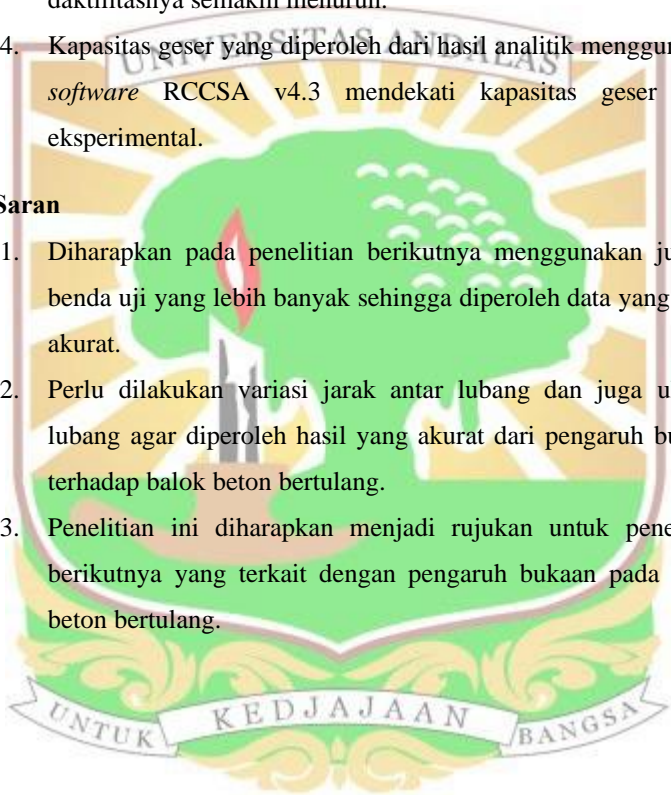 daktilitasnya semakin menurun.
4. Kapasitas geser yang diperoleh dari hasil analitik
software RCCSA v4.3 mendekati kapasitas geser
eksperimental.
UNIVERSITAS ANDALAS
Saran
1. Diharapkan pada penelitian berikutnya menggunakan
benda uji yang lebih banyak sehingga diperoleh data yang
akurat.
2. Perlu dilakukan variasi jarak antar lubang dan juga
lubang agar diperoleh hasil yang akurat dari pengaruh
terhadap balok beton bertulang.
3. Penelitian ini diharapkan menjadi rujukan untuk
berikutnya yang terkait dengan pengaruh bukaan pada
beton bertulang.
UNTUK KEDJAJAAN BANGSA